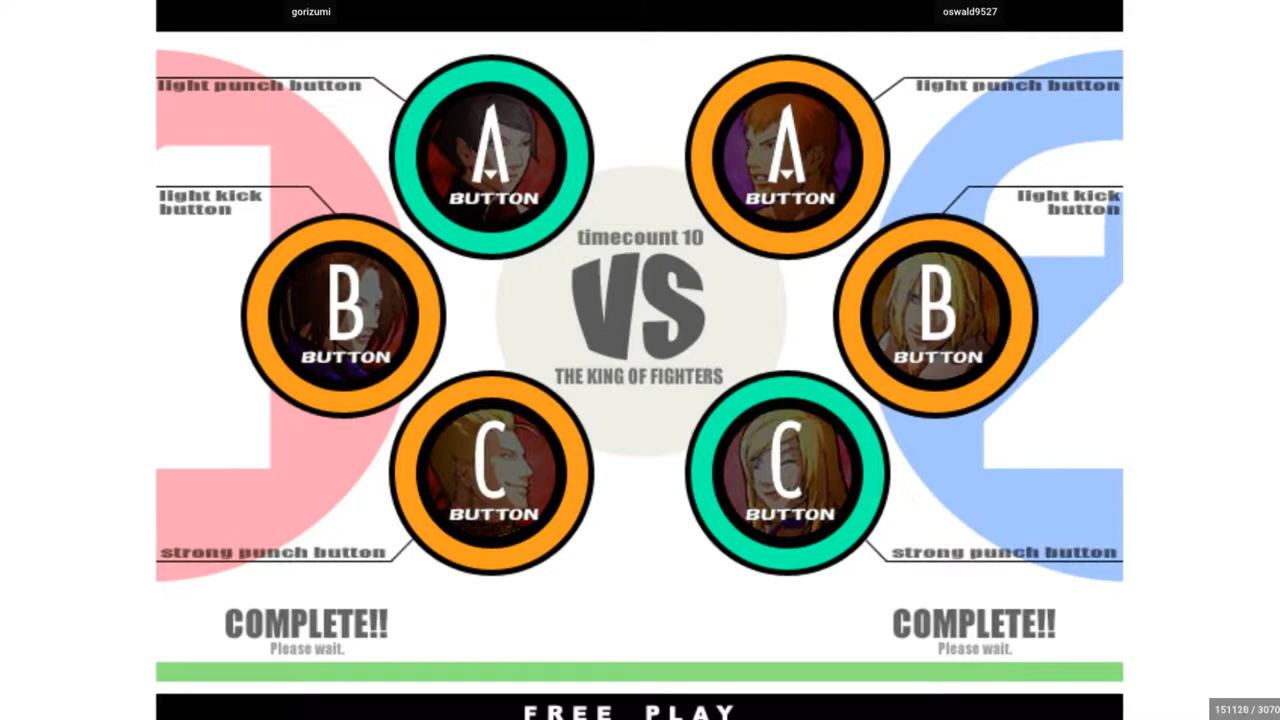 gorizumi
oswald9527
light punch button
light punch button
A
BUTTON
A
BUTTON
light kick
button
light kick
button
timecount 10
VS
THE KING OF FIGHTERS
B
BUTTON
B
BUTTON
C
BUTTON
C
BUTTON
strong punch button
strong punch button
COMPLETE!!
Please wait.
COMPLETE!!
Please wait.
FREE PLAY